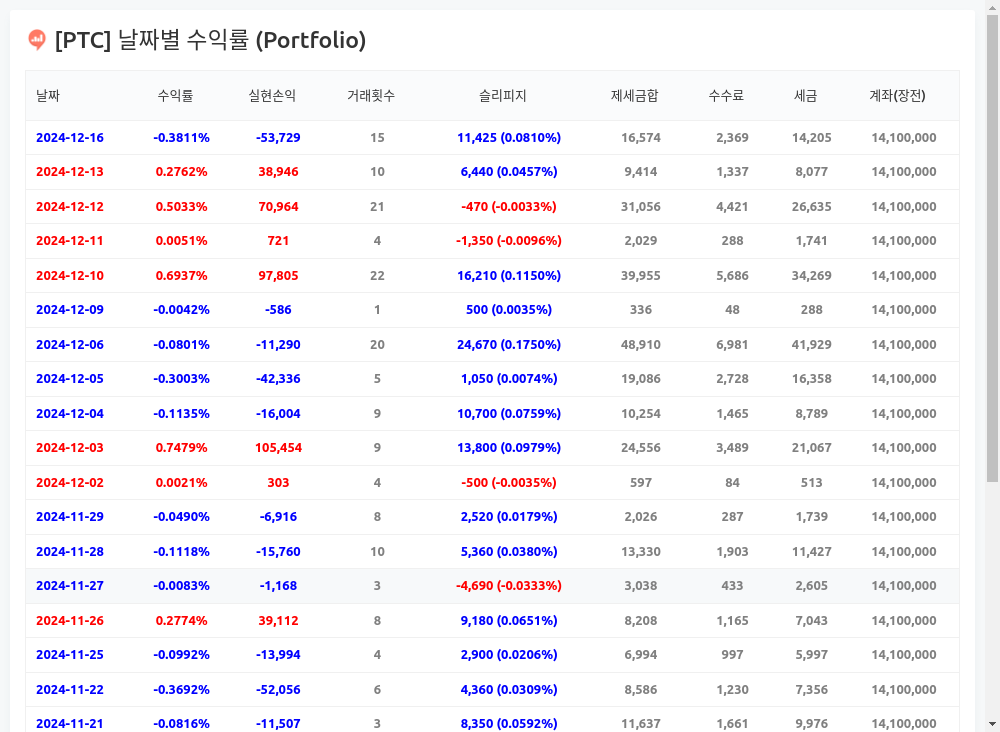 [PTC] 날짜별 수익률 (Portfolio)
날짜 수익률 실현손익 거래횟수 슬리피지 제세금합 수수료 세금 계좌(장전)
2024-12-16 -0.3811% -53,729 15 11,425 (0.0810%) 16,574 2,369 14,205 14,100,000
2024-12-13 0.2762% 38,946 10 6,440 (0.0457%) 9,414 1,337 8,077 14,100,000
2024-12-12 0.5033% 70,964 21 -470 (-0.0033%) 31,056 4,421 26,635 14,100,000
2024-12-11 0.0051% 721 4 -1,350 (-0.0096%) 2,029 288 1,741 14,100,000
2024-12-10 0.6937% 97,805 22 16,210 (0.1150%) 39,955 5,686 34,269 14,100,000
2024-12-09 -0.0042% -586 1 500 (0.0035%) 336 48 288 14,100,000
2024-12-06 -0.0801% -11,290 20 24,670 (0.1750%) 48,910 6,981 41,929 14,100,000
2024-12-05 -0.3003% -42,336 5 1,050 (0.0074%) 19,086 2,728 16,358 14,100,000
2024-12-04 -0.1135% -16,004 9 10,700 (0.0759%) 10,254 1,465 8,789 14,100,000
2024-12-03 0.7479% 105,454 9 13,800 (0.0979%) 24,556 3,489 21,067 14,100,000
2024-12-02 0.0021% 303 4 -500 (-0.0035%) 597 84 513 14,100,000
2024-11-29 -0.0490% -6,916 8 2,520 (0.0179%) 2,026 287 1,739 14,100,000
2024-11-28 -0.1118% -15,760 10 5,360 (0.0380%) 13,330 1,903 11,427 14,100,000
2024-11-27 -0.0083% -1,168 3 -4,690 (-0.0333%) 3,038 433 2,605 14,100,000
2024-11-26 0.2774% 39,112 8 9,180 (0.0651%) 8,208 1,165 7,043 14,100,000
2024-11-25 -0.0992% -13,994 4 2,900 (0.0206%) 6,994 997 5,997 14,100,000
2024-11-22 -0.3692% -52,056 6 4,360 (0.0309%) 8,586 1,230 7,356 14,100,000
2024-11-21 -0.0816% -11,507 3 8,350 (0.0592%) 11,637 1,661 9,976 14,100,000